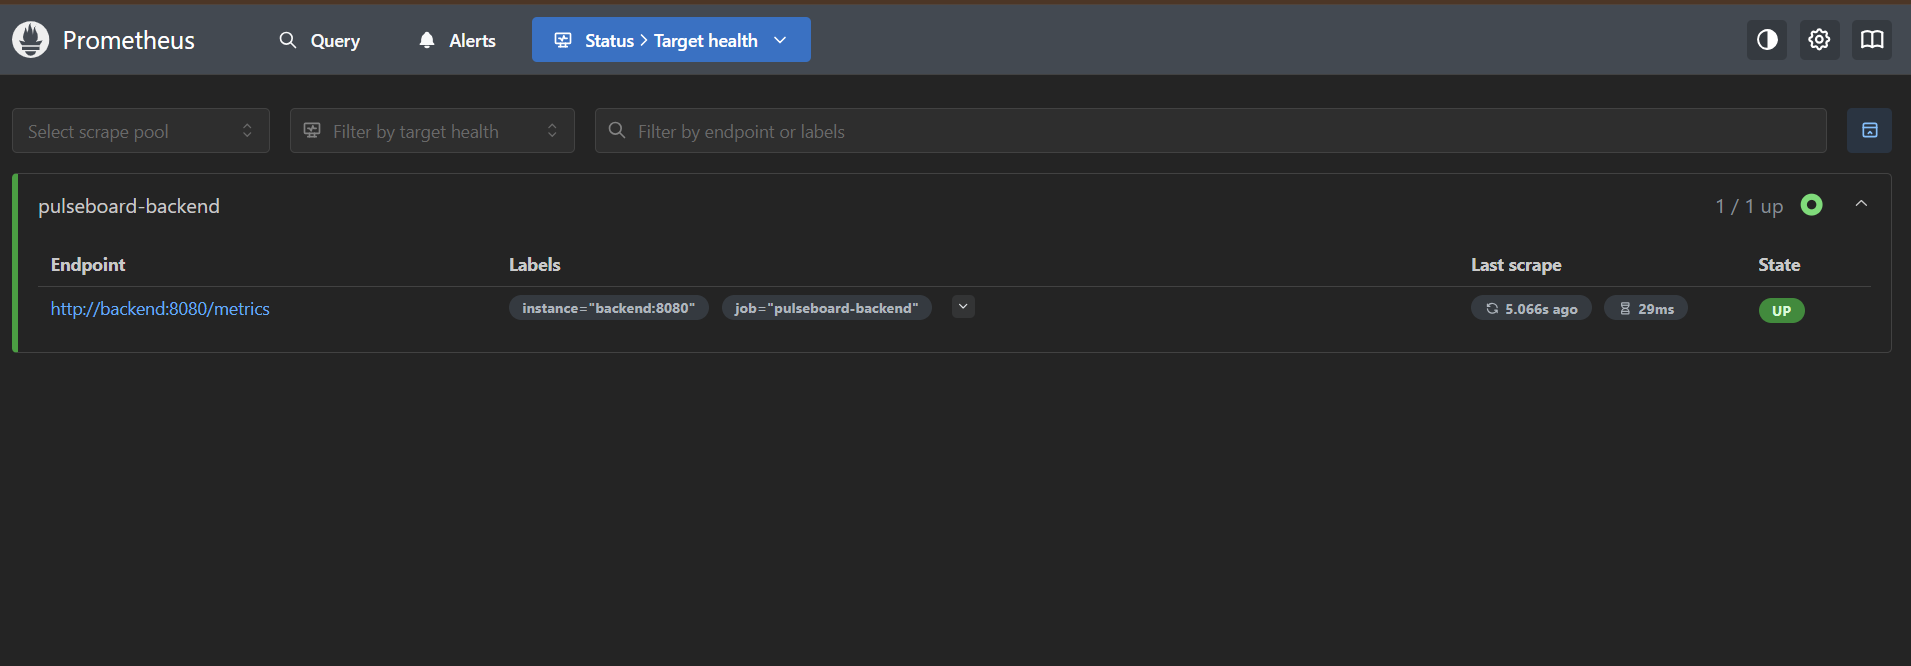 Prometheus Query Alerts Status > Target health
Select scrape pool Filter by target health Filter by endpoint or labels
pulseboard-backend 1 / 1 up
Endpoint Labels Last scrape State
http://backend:8080/metrics instance="backend:8080" job="pulseboard-backend" 5.066s ago 29ms UP